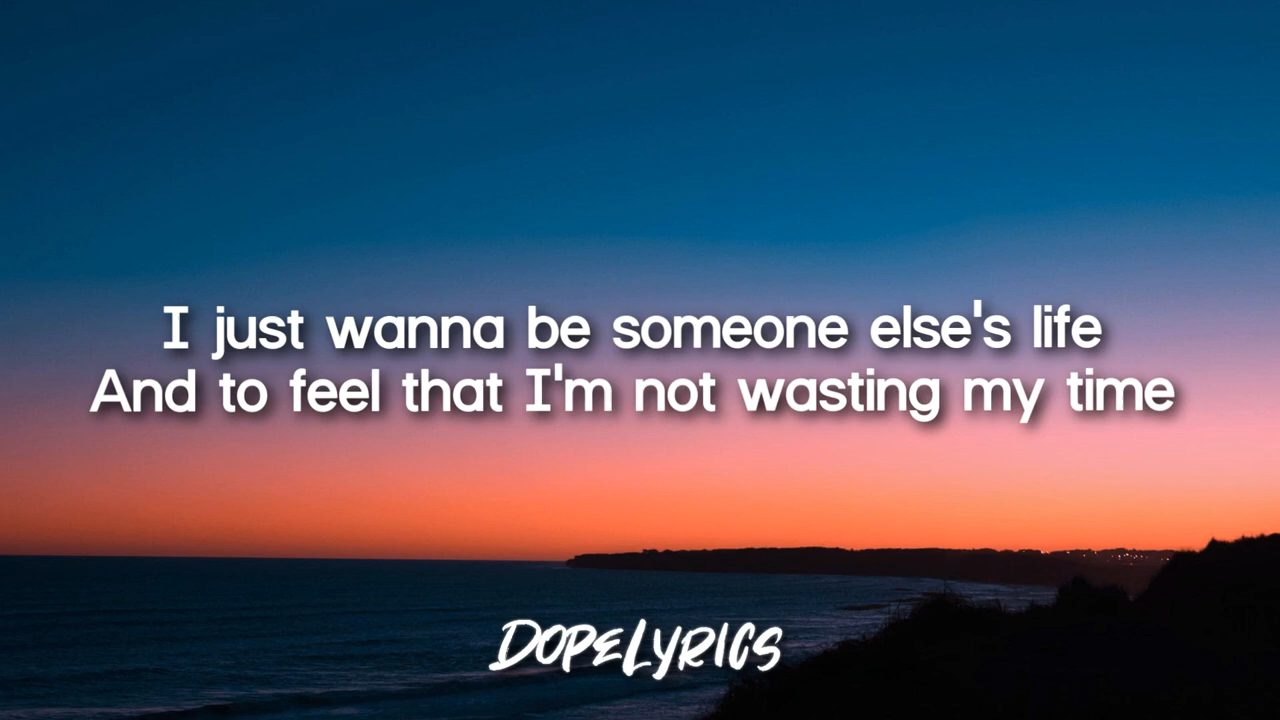 I just wanna be someone else's life
And to feel that I'm not wasting my time
DOPELYRICS